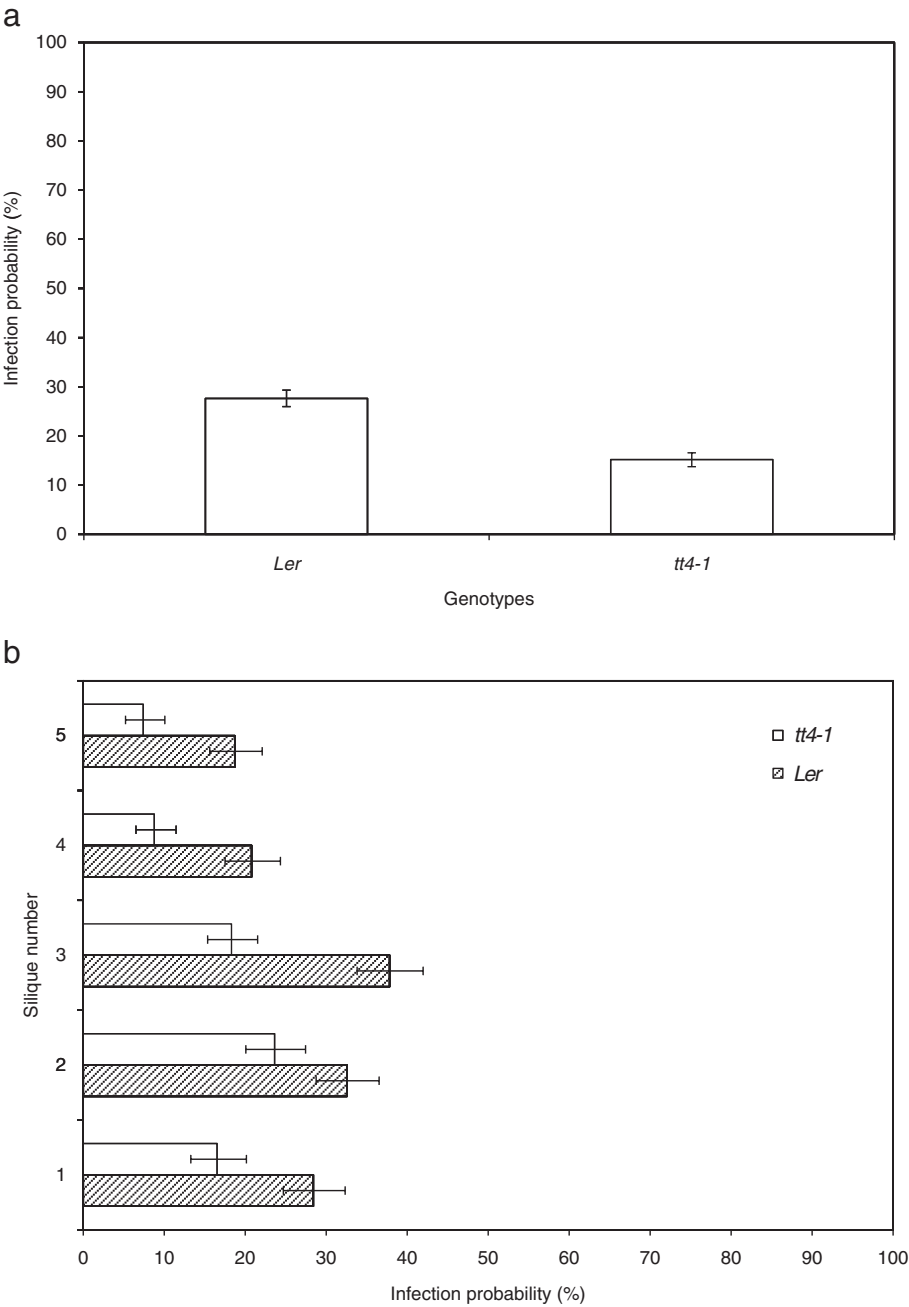 a
Infection probability (%)
100
90
80
70
60
50
40
30
20
10
0
Ler
tt4-1
Genotypes
b
Silique number
5
4
3
2
1
tt4-1
Ler
0 10 20 30 40 50 60 70 80 90 100
Infection probability (%)